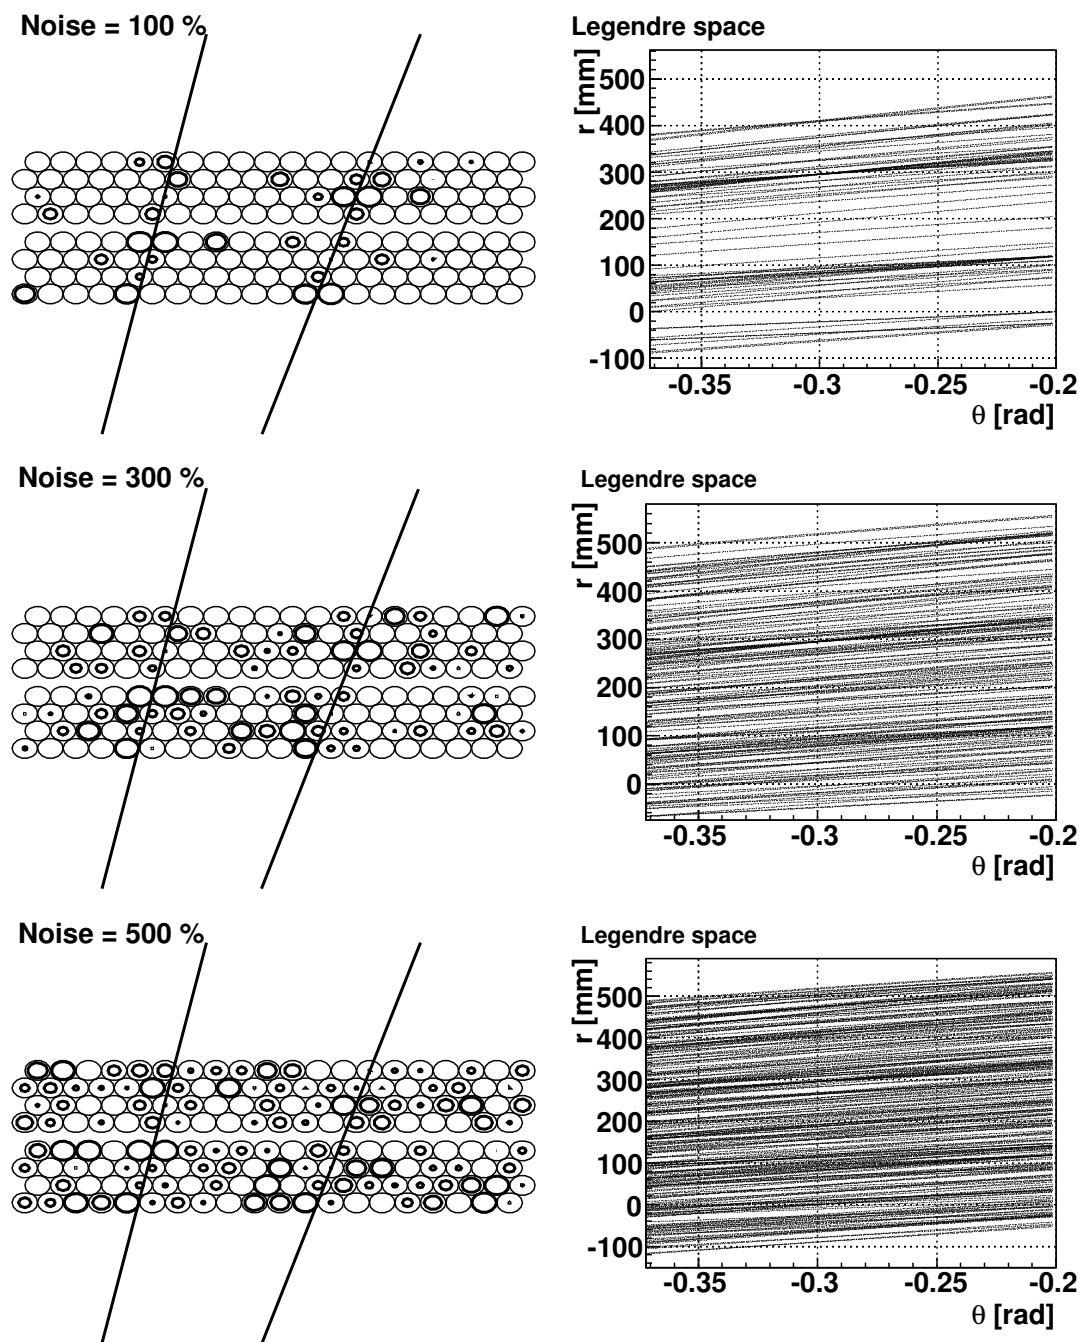 Noise = 100 %
Legendre space
r [mm]
500
400
300
200
100
0
-100
-0.35 -0.3 -0.25 -0.2
θ [rad]
Noise = 300 %
Legendre space
r [mm]
500
400
300
200
100
0
-0.35 -0.3 -0.25 -0.2
θ [rad]
Noise = 500 %
Legendre space
r [mm]
500
400
300
200
100
0
-100
-0.35 -0.3 -0.25 -0.2
θ [rad]